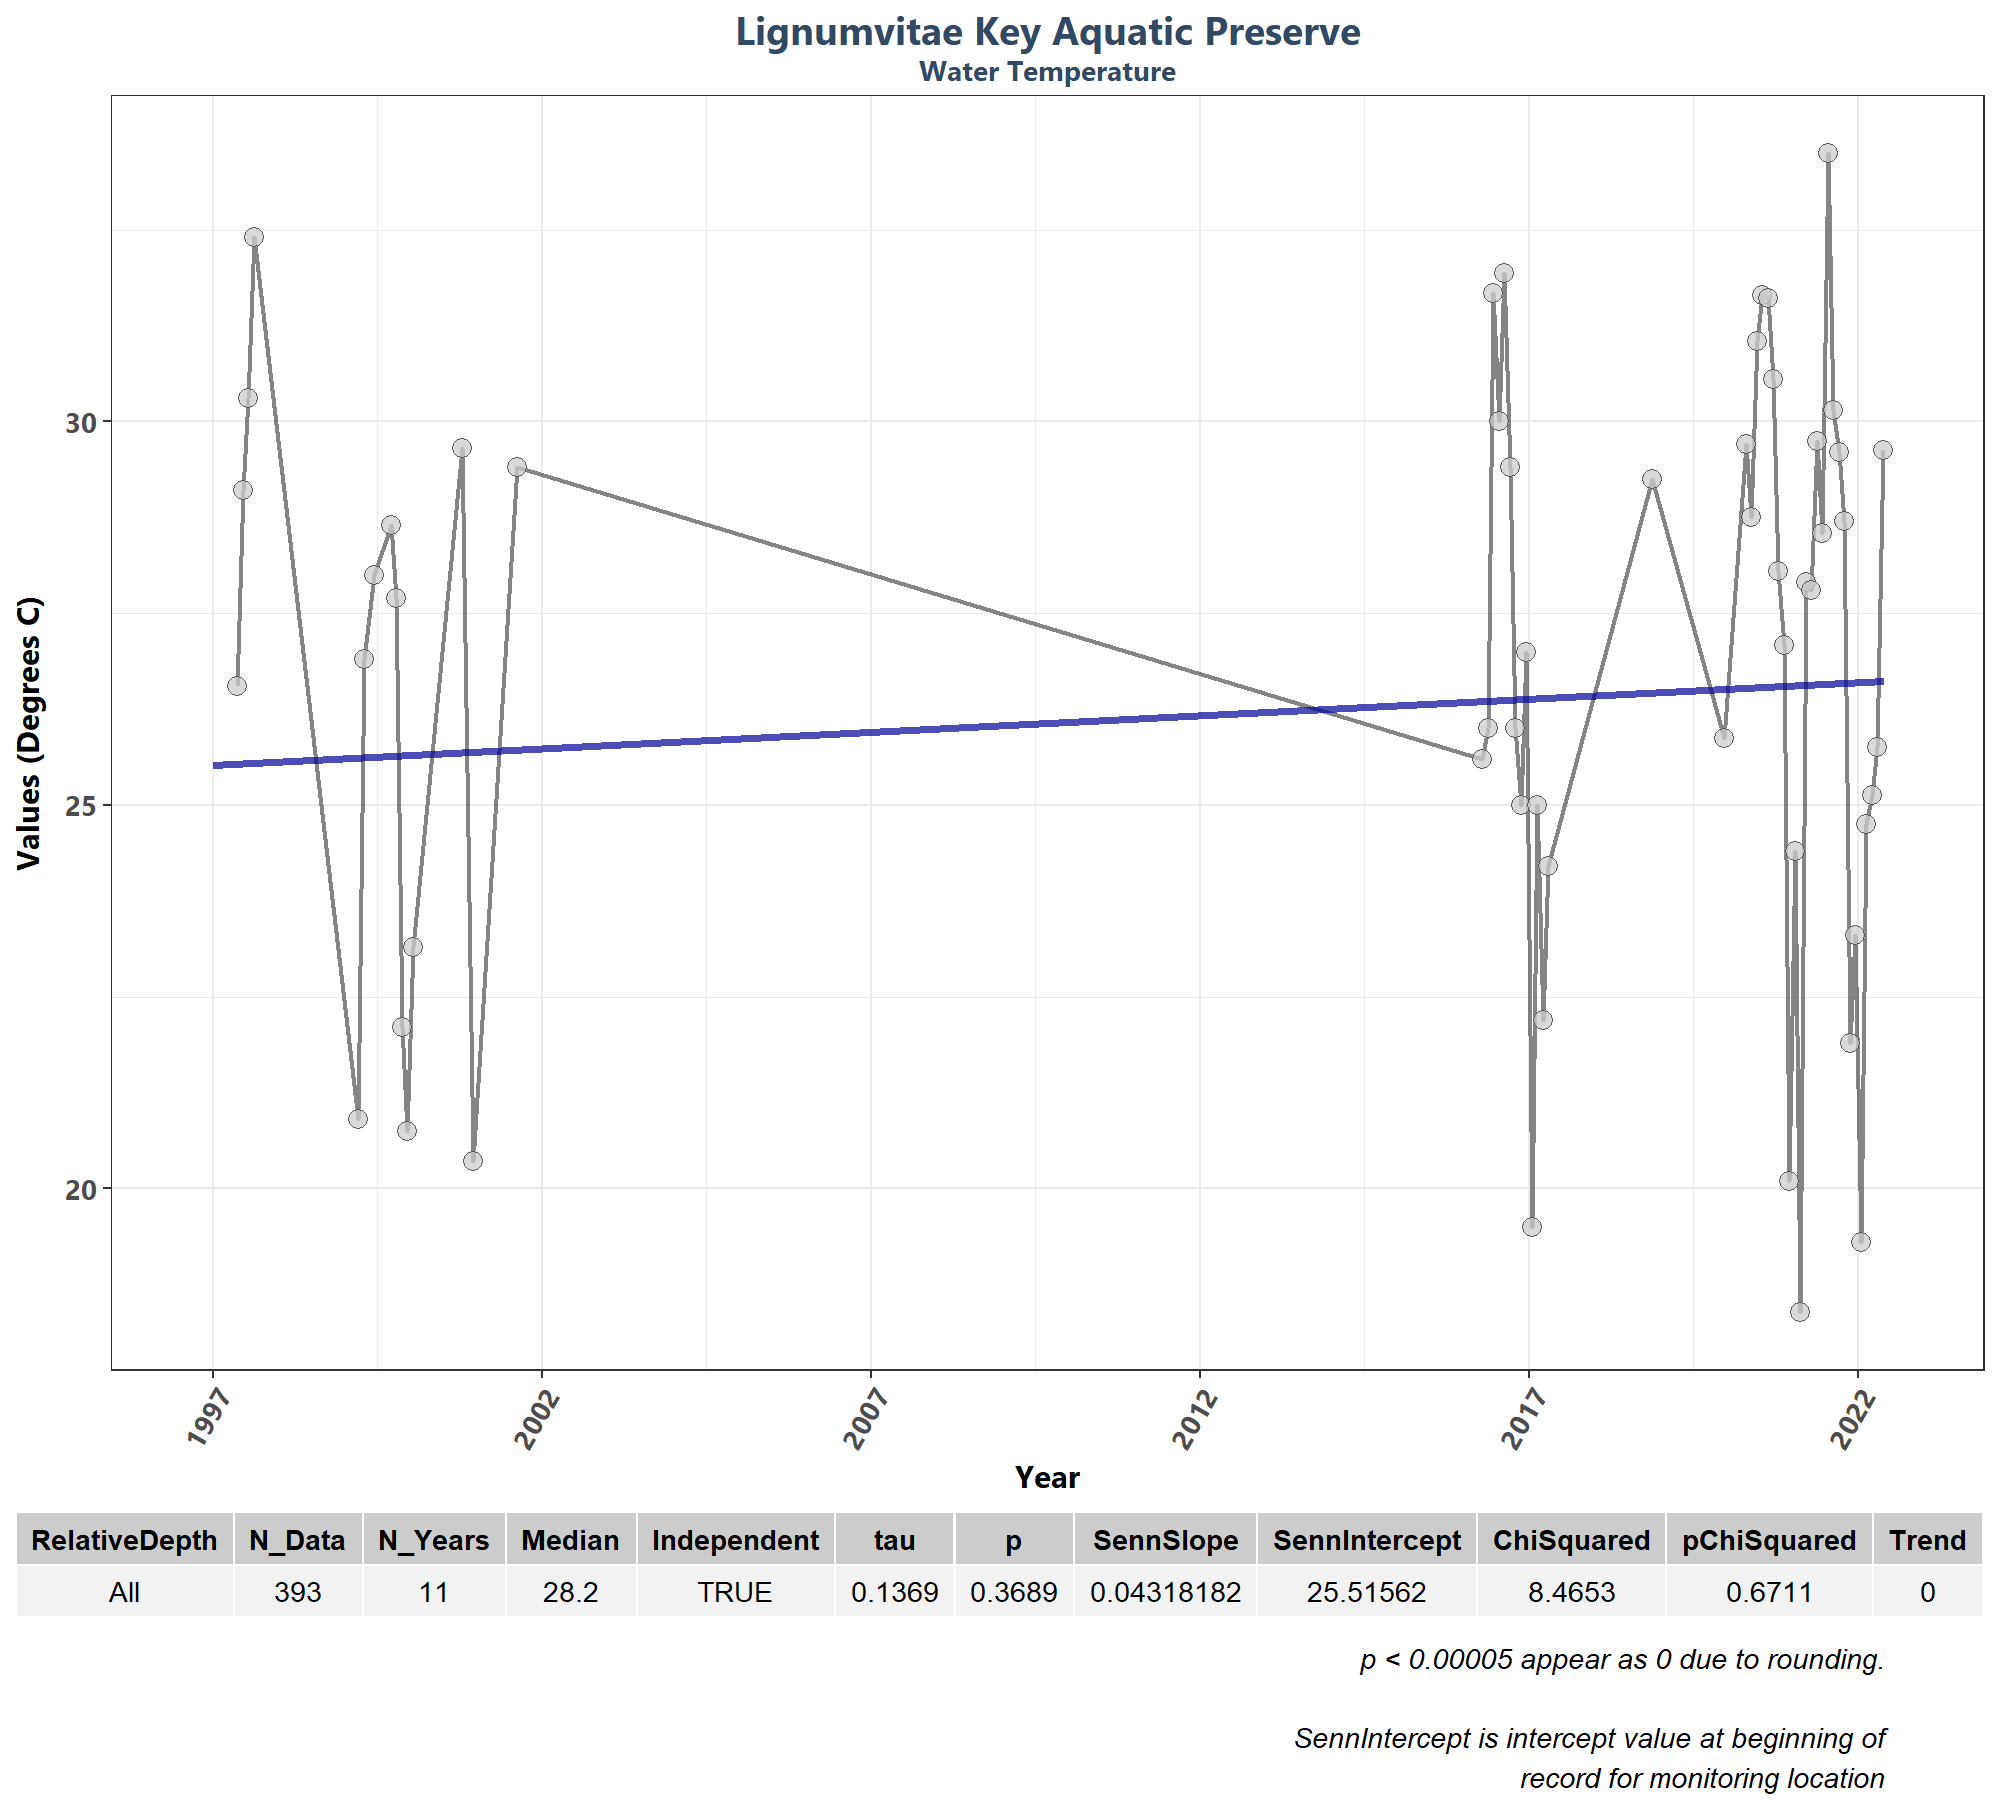 Lignumvitae Key Aquatic Preserve
Water Temperature
Values (Degrees C)
30
25
20
1997 2002 2007 2012 2017 2022
Year
RelativeDepth N_Data N_Years Median Independent tau p SennSlope SennIntercept ChiSquared pChiSquared Trend
All 393 11 28.2 TRUE 0.1369 0.3689 0.04318182 25.51562 8.4653 0.6711 0
p < 0.00005 appear as 0 due to rounding.
SennIntercept is intercept value at beginning of
record for monitoring location